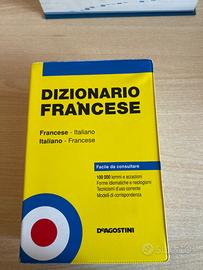 DIZIONARIO
FRANCESE
Francese - Italiano
Italiano - Francese
Facile da consultare
100 000 lemmi e accezioni
Forme idiomatiche e neologismi
Tecnicismi d'uso corrente
Modelli di corrispondenza
DeAGOSTINI
subito